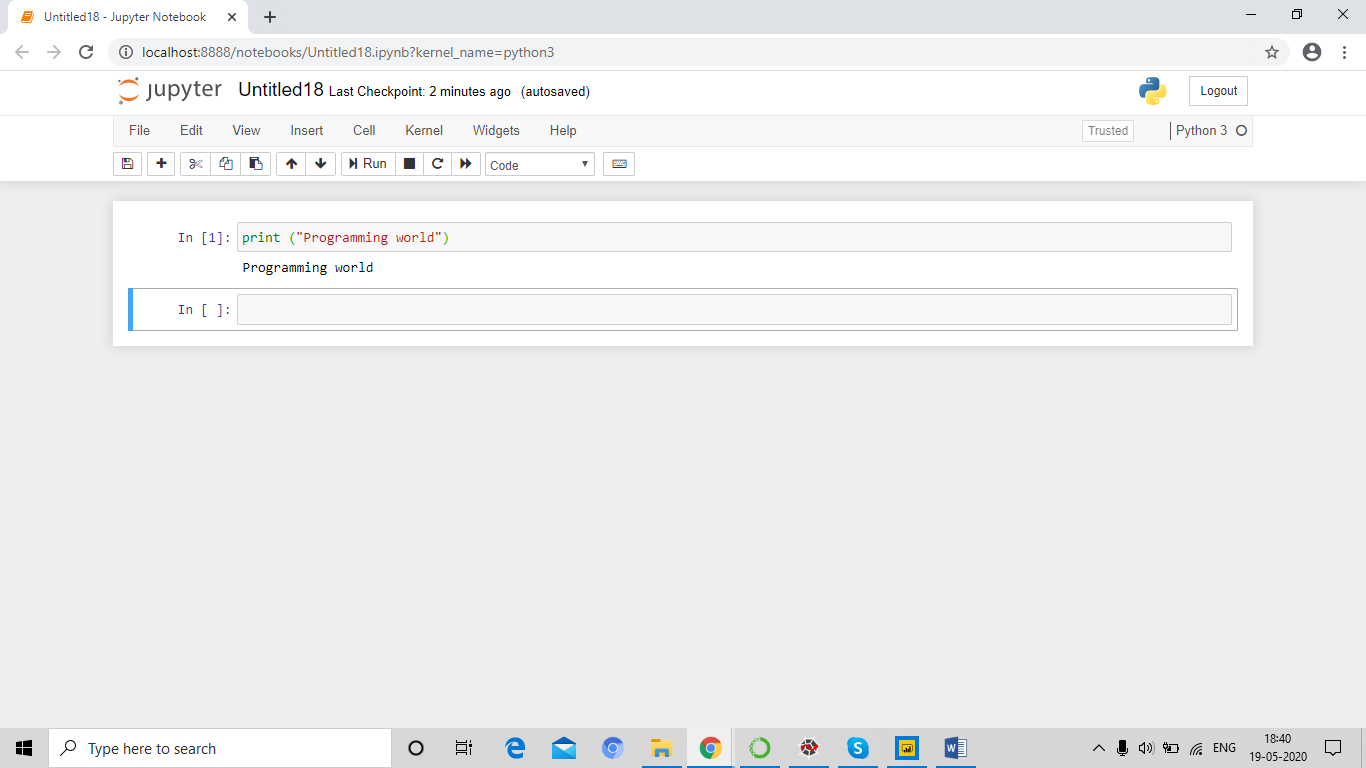 Untitled18 - Jupyter Notebook
localhost:8888/notebooks/Untitled18.ipynb?kernel_name=python3
jupyter Untitled18 Last Checkpoint: 2 minutes ago (autosaved) Logout
File Edit View Insert Cell Kernel Widgets Help Trusted Python 3
Run Code
In [1]: print ("Programming world")
Programming world
In [ ]:
Type here to search ENG 18:40
19-05-2020